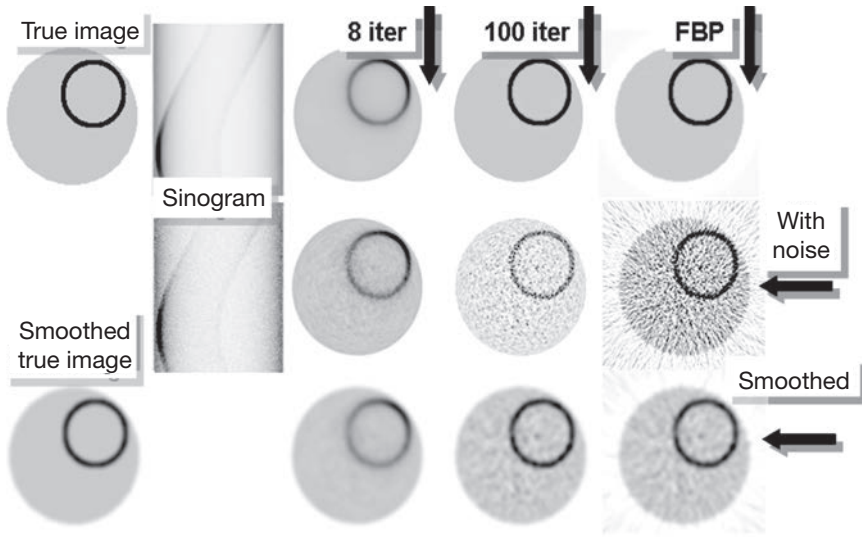 True image
8 iter
100 iter
FBP
Sinogram
With
noise
Smoothed
true image
Smoothed